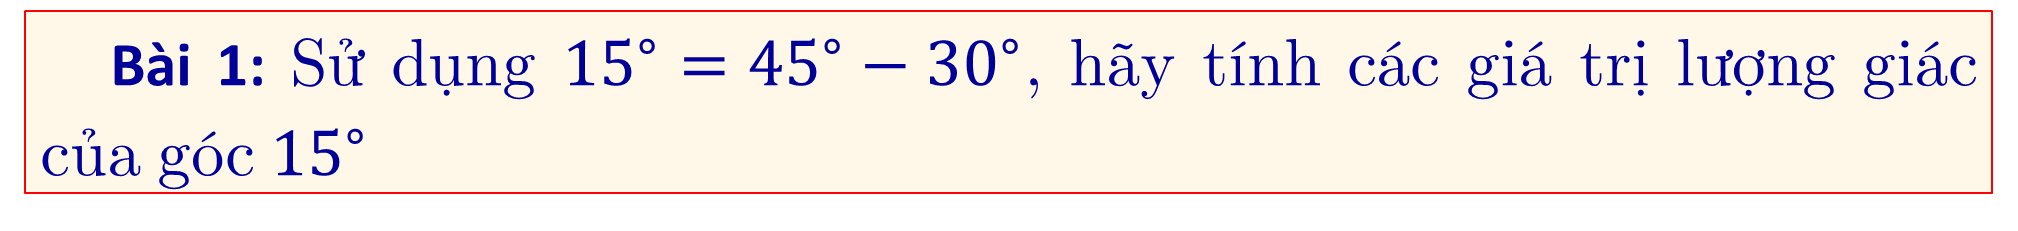 Bài 1: Sử dụng 15° = 45° − 30°, hãy tính các giá trị lượng giác
của góc 15°